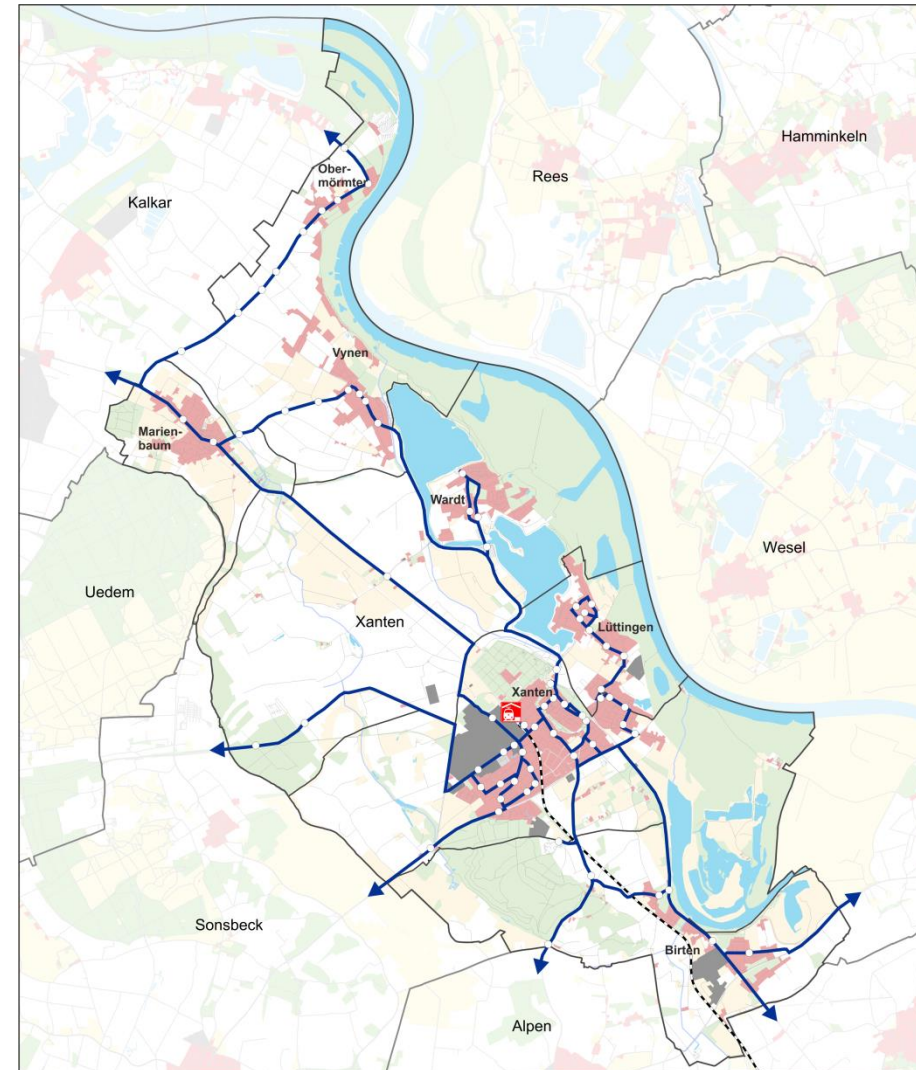 Hamminkeln
Rees
Ober-
mörmter
Kalkar
Vynen
Marien-
baum
Wardt
Wesel
Uedem
Xanten
Lüttingen
Xanten
Sonsbeck
Birten
Alpen